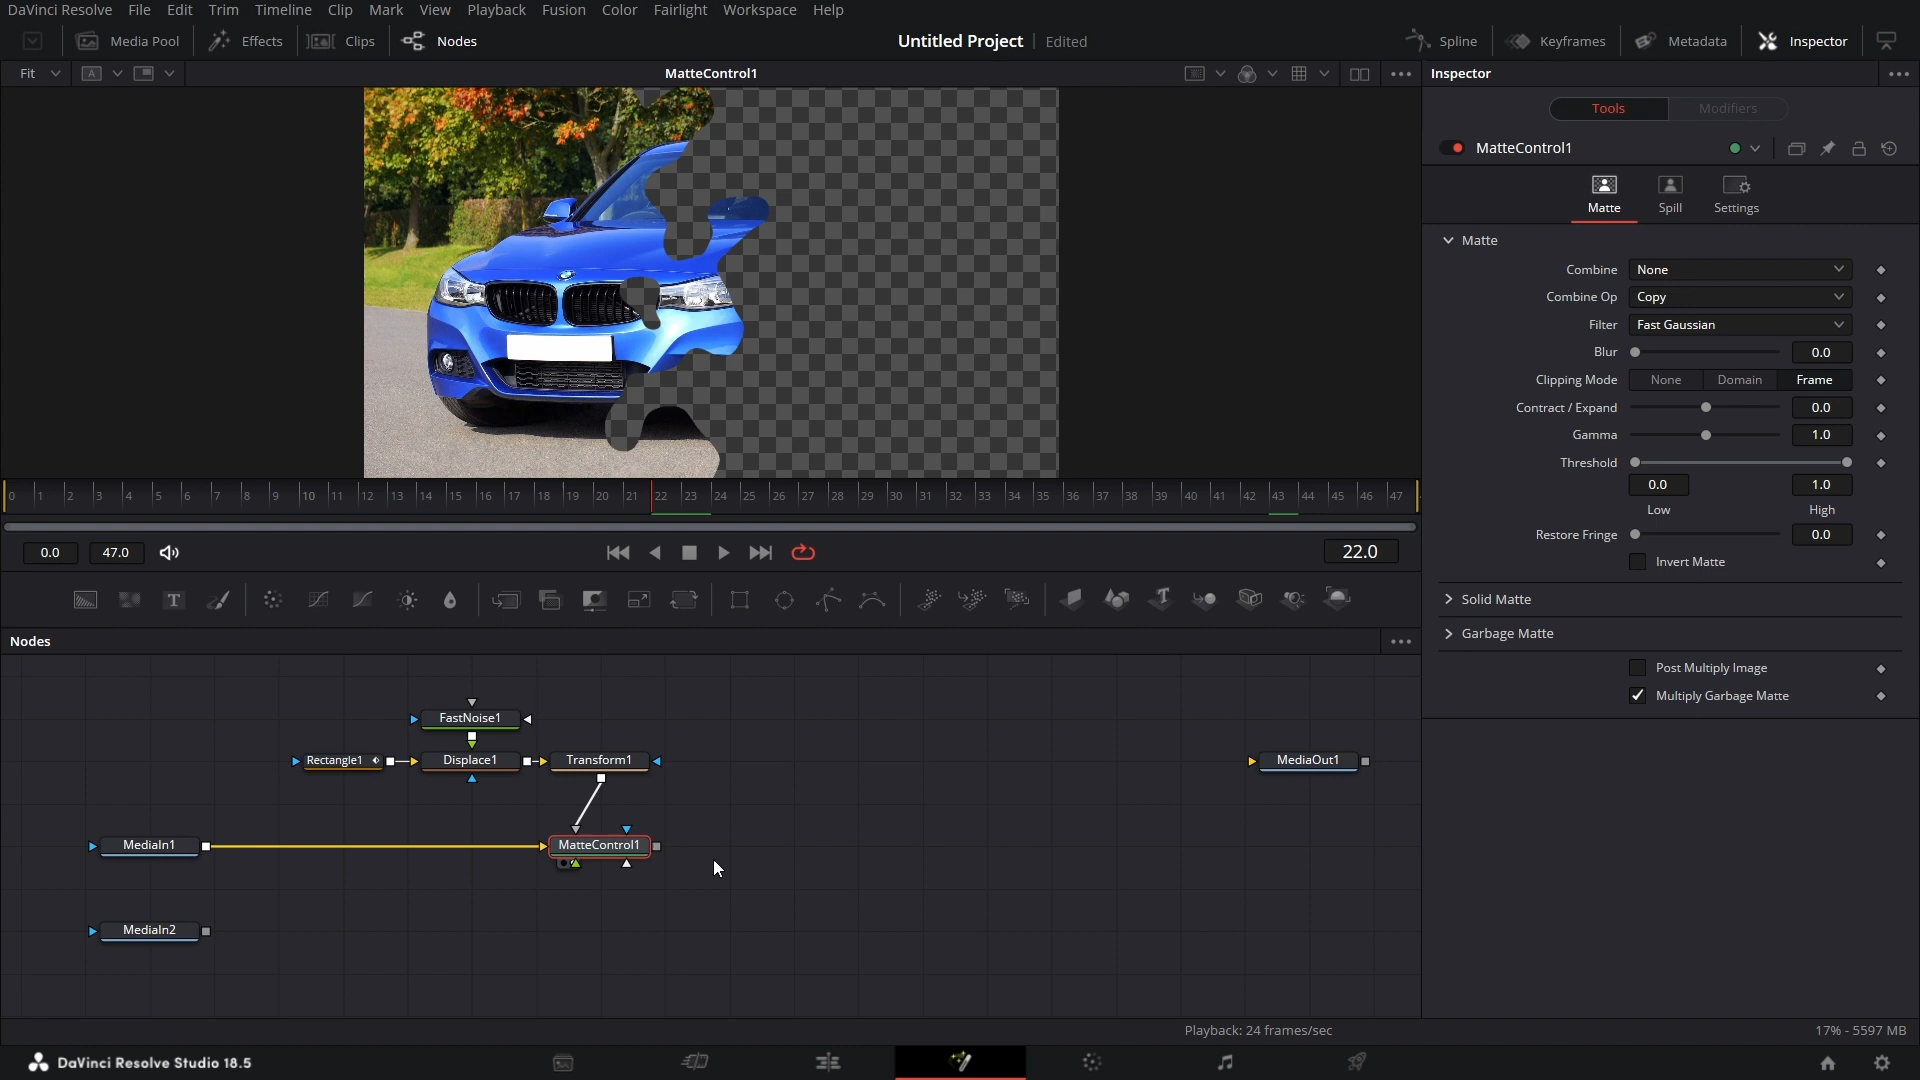 DaVinci Resolve File Edit Trim Timeline Clip Mark View Playback Fusion Color Fairlight Workspace Help
Media Pool Effects Clips Nodes Untitled Project Edited Spline Keyframes Metadata Inspector
Fit A MatteControl1 Inspector
Tools Modifiers
MatteControl1
Matte Spill Settings
Matte
Combine None
Combine Op Copy
Filter Fast Gaussian
Blur 0.0
Clipping Mode None Domain Frame
Contract / Expand 0.0
Gamma 1.0
Threshold
0.0 1.0
Low High
Restore Fringe 0.0
Invert Matte
Solid Matte
Garbage Matte
Post Multiply Image
Multiply Garbage Matte
0 1 2 3 4 5 6 7 8 9 10 11 12 13 14 15 16 17 18 19 20 21 22 23 24 25 26 27 28 29 30 31 32 33 34 35 36 37 38 39 40 41 42 43 44 45 46 47
0.0 47.0 22.0
T T
Nodes
FastNoise1
Rectangle1 Displace1 Transform1 MediaOut1
MediaIn1 MatteControl1
MediaIn2
Playback: 24 frames/sec 17% - 5597 MB
DaVinci Resolve Studio 18.5